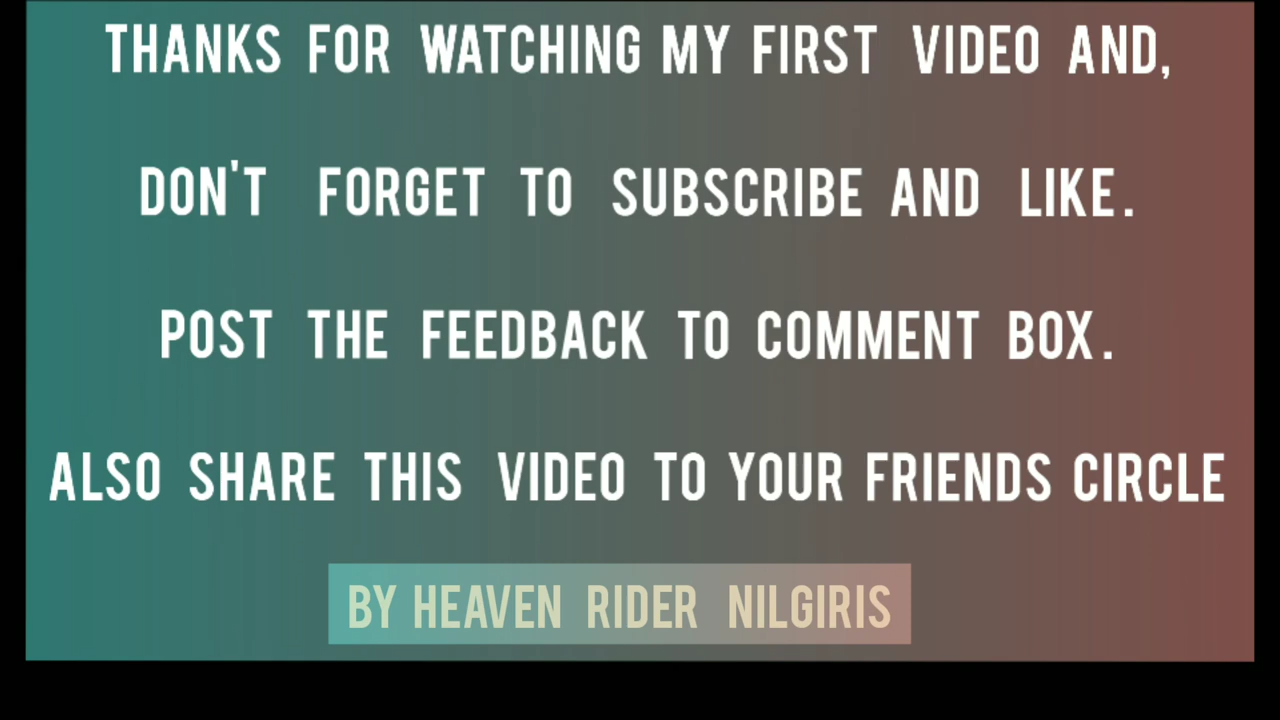 THANKS FOR WATCHING MY FIRST VIDEO AND,
DON'T FORGET TO SUBSCRIBE AND LIKE.
POST THE FEEDBACK TO COMMENT BOX.
ALSO SHARE THIS VIDEO TO YOUR FRIENDS CIRCLE
BY HEAVEN RIDER NILGIRIS